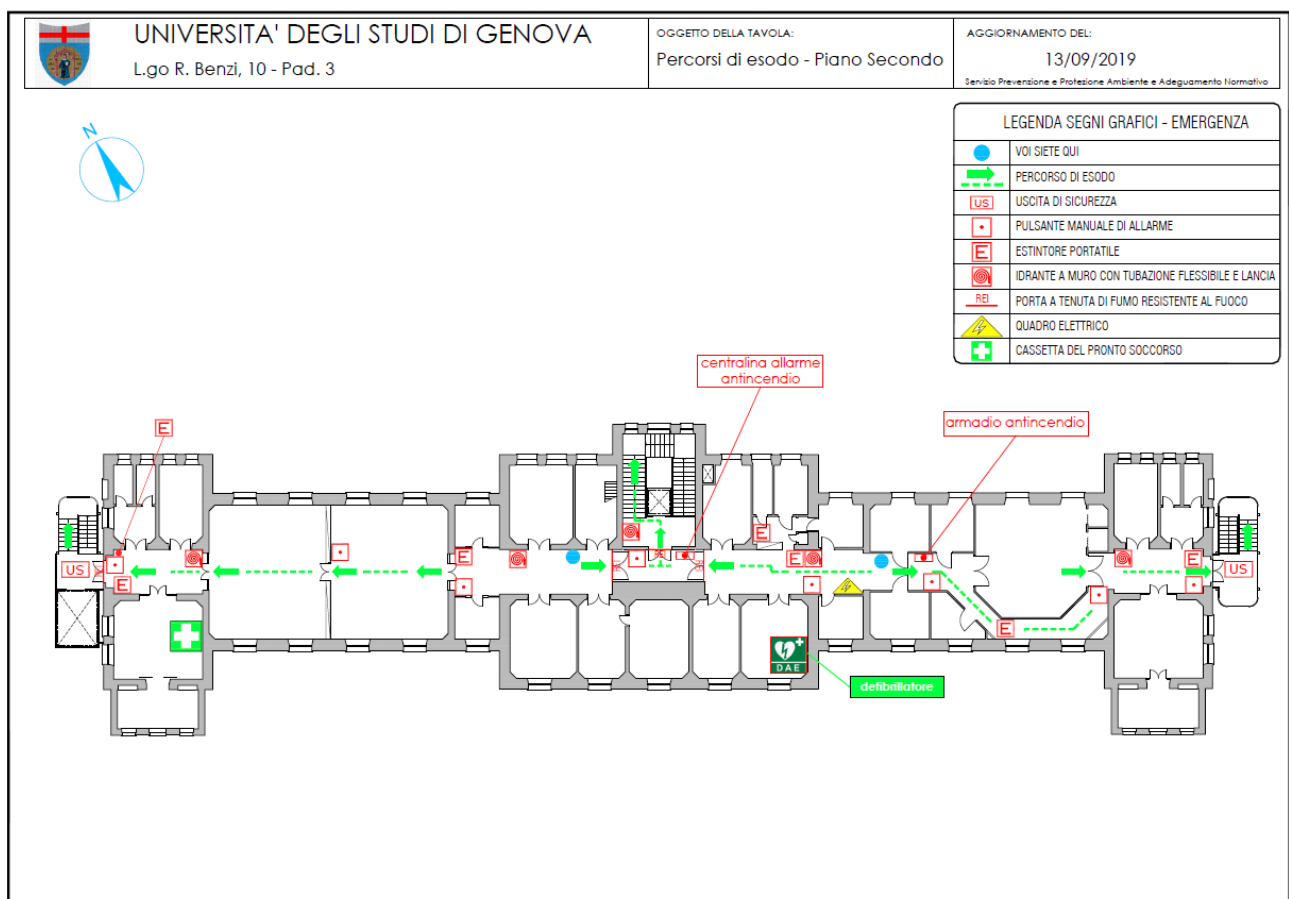 UNIVERSITA' DEGLI STUDI DI GENOVA
L.go R. Benzi, 10 - Pad. 3
OGGETTO DELLA TAVOLA:
Percorsi di esodo - Piano Secondo
AGGIORNAMENTO DEL:
13/09/2019
Servizio Prevenzione e Protezione Ambiente e Adeguamento Normativo
N
LEGENDA SEGNI GRAFICI - EMERGENZA
VOI SIETE QUI
PERCORSO DI ESODO
US
USCITA DI SICUREZZA
PULSANTE MANUALE DI ALLARME
E
ESTINTORE PORTATILE
IDRANTE A MURO CON TUBAZIONE FLESSIBILE E LANCIA
REI
PORTA A TENUTA DI FUMO RESISTENTE AL FUOCO
QUADRO ELETTRICO
CASSETTA DEL PRONTO SOCCORSO
centralina allarme
antincendio
armadio antincendio
E
E
E
E
E
US
E
US
E
E
DAE
defibrillatore